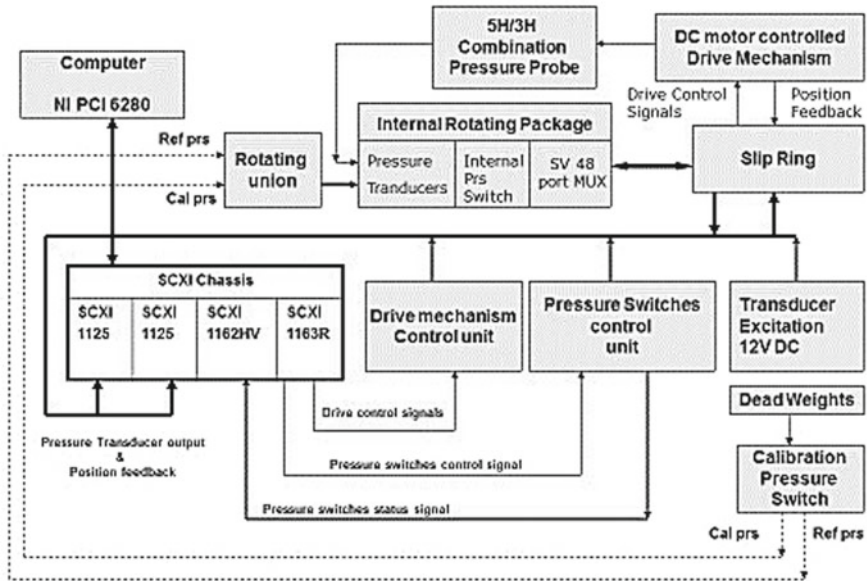 5H/3H
Combination
Pressure Probe
DC motor controlled
Drive Mechanism
Computer
NI PCI 6280
Drive Control
Signals
Position
Feedback
Ref prs
Cal prs
Rotating
union
Internal Rotating Package
Pressure
Tranducers
Internal
Prs
Switch
SV 48
port MUX
Slip Ring
SCXI Chassis
SCXI
1125
SCXI
1125
SCXI
1162HV
SCXI
1163R
Drive mechanism
Control unit
Pressure Switches
control
unit
Transducer
Excitation
12V DC
Drive control signals
Dead Weights
Pressure Transducer output
&
Position feedback
Pressure switches control signal
Calibration
Pressure
Switch
Pressure switches status signal
Cal prs
Ref prs